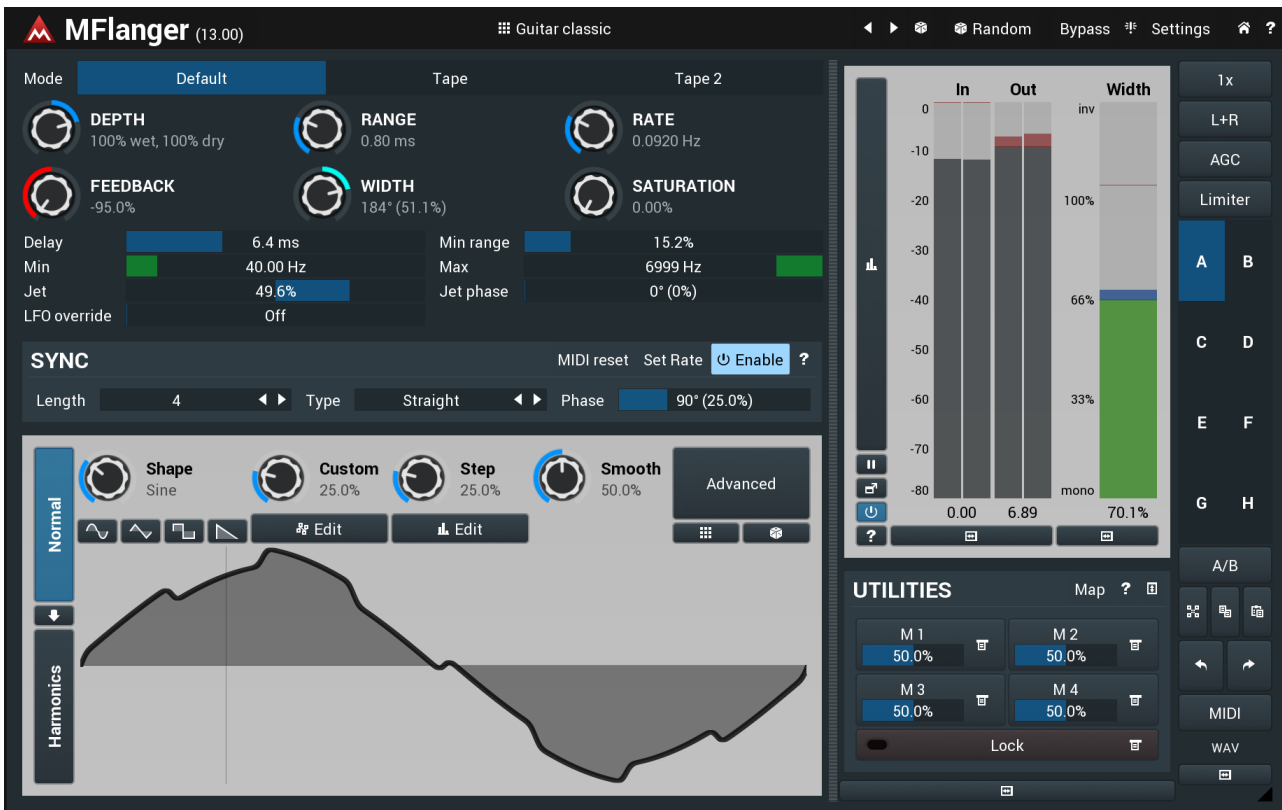 MFlanger (13.00) Guitar classic Random Bypass Settings ?
Mode Default Tape Tape 2
DEPTH
100% wet, 100% dry
RANGE
0.80 ms
RATE
0.0920 Hz
FEEDBACK
-95.0%
WIDTH
184° (51.1%)
SATURATION
0.00%
Delay 6.4 ms Min range 15.2%
Min 40.00 Hz Max 6999 Hz
Jet 49.6% Jet phase 0° (0%)
LFO override Off
SYNC MIDI reset Set Rate Enable ?
Length 4 Type Straight Phase 90° (25.0%)
Normal
Harmonics
Shape
Sine
Custom
25.0%
Step
25.0%
Smooth
50.0%
Advanced
Edit Edit
In Out Width
0 inv
-10
-20 100%
-30
-40 66%
-50
-60 33%
-70
-80 mono
0.00 6.89 70.1%
?
UTILITIES Map ?
M 1
50.0%
M 2
50.0%
M 3
50.0%
M 4
50.0%
Lock
1x
L+R
AGC
Limiter
A B
C D
E F
G H
A/B
MIDI
WAV